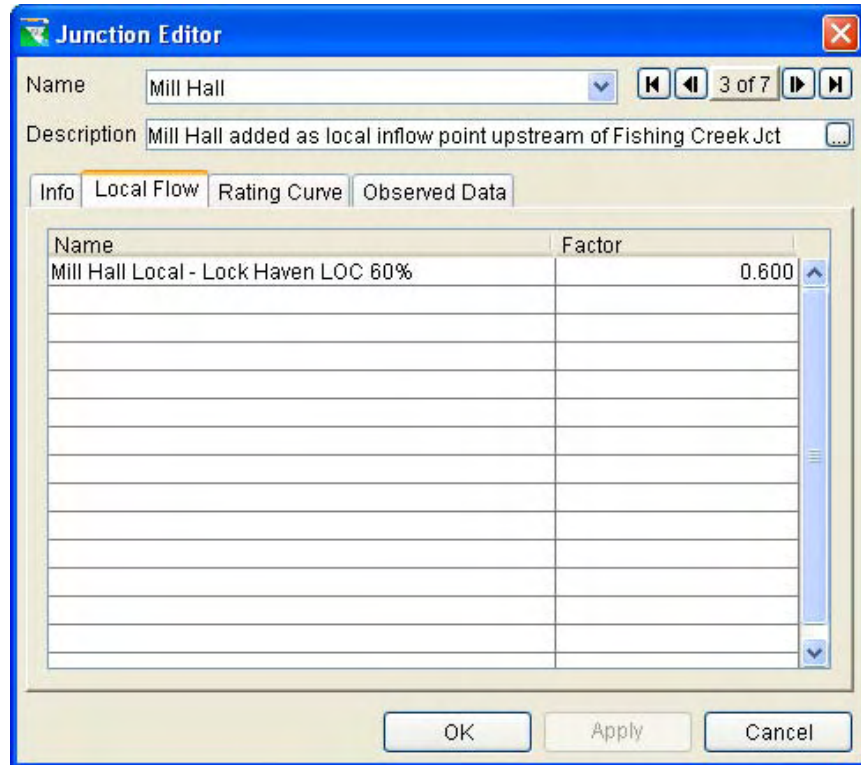 Junction Editor
Name Mill Hall 3 of 7
Description Mill Hall added as local inflow point upstream of Fishing Creek Jct ...
Info Local Flow Rating Curve Observed Data
Name Factor
Mill Hall Local - Lock Haven LOC 60% 0.600
OK Apply Cancel